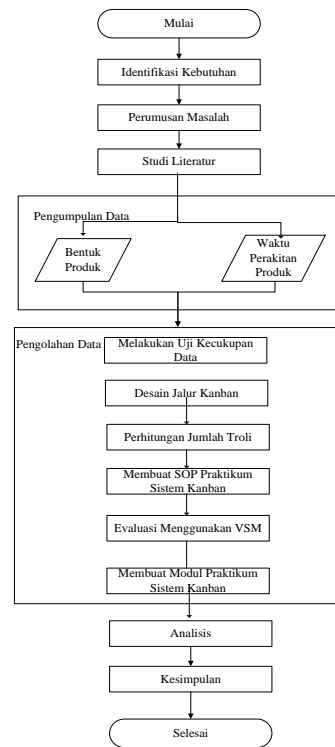 Mulai
Identifikasi Kebutuhan
Perumusan Masalah
Studi Literatur
Pengumpulan Data
Bentuk
Produk
Waktu
Perakitan
Produk
Pengolahan Data
Melakukan Uji Kecukupan
Data
Desain Jalur Kanban
Perhitungan Jumlah Troli
Membuat SOP Praktikum
Sistem Kanban
Evaluasi Menggunakan VSM
Membuat Modul Praktikum
Sistem Kanban
Analisis
Kesimpulan
Selesai